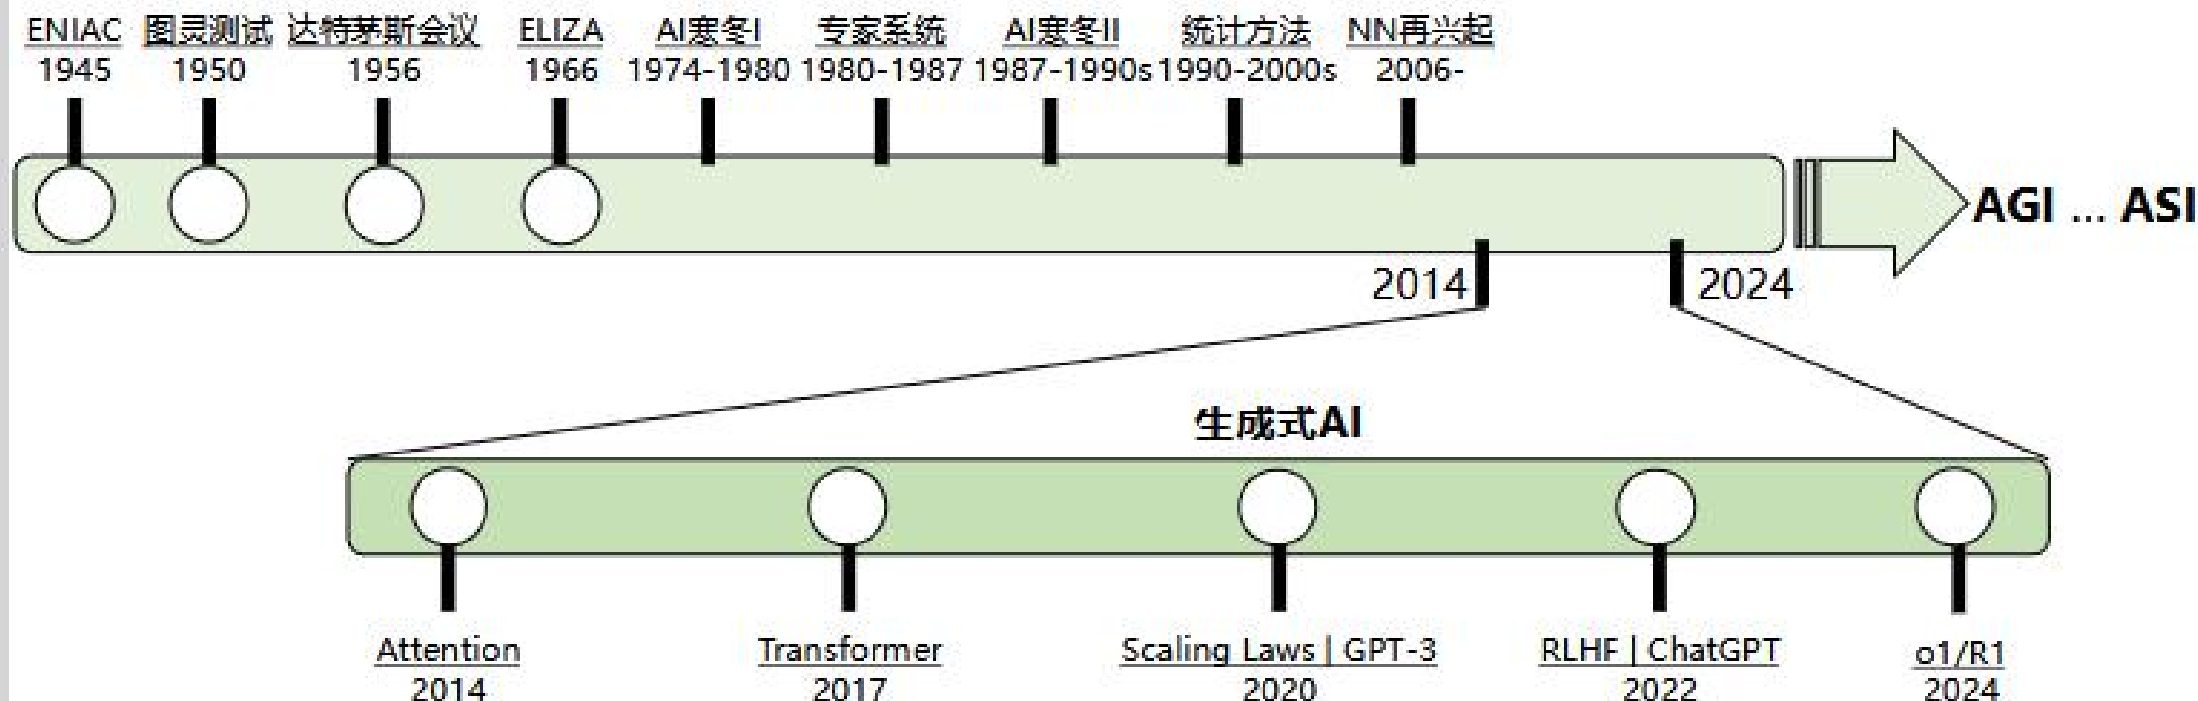 ENIAC 图灵测试 达特茅斯会议 ELIZA AI寒冬I 专家系统 AI寒冬II 统计方法 NN再兴起
1945 1950 1956 1966 1974-1980 1980-1987 1987-1990s 1990-2000s 2006-
AGI ... ASI
2014 2024
生成式AI
Attention Transformer Scaling Laws | GPT-3 RLHF | ChatGPT o1/R1
2014 2017 2020 2022 2024